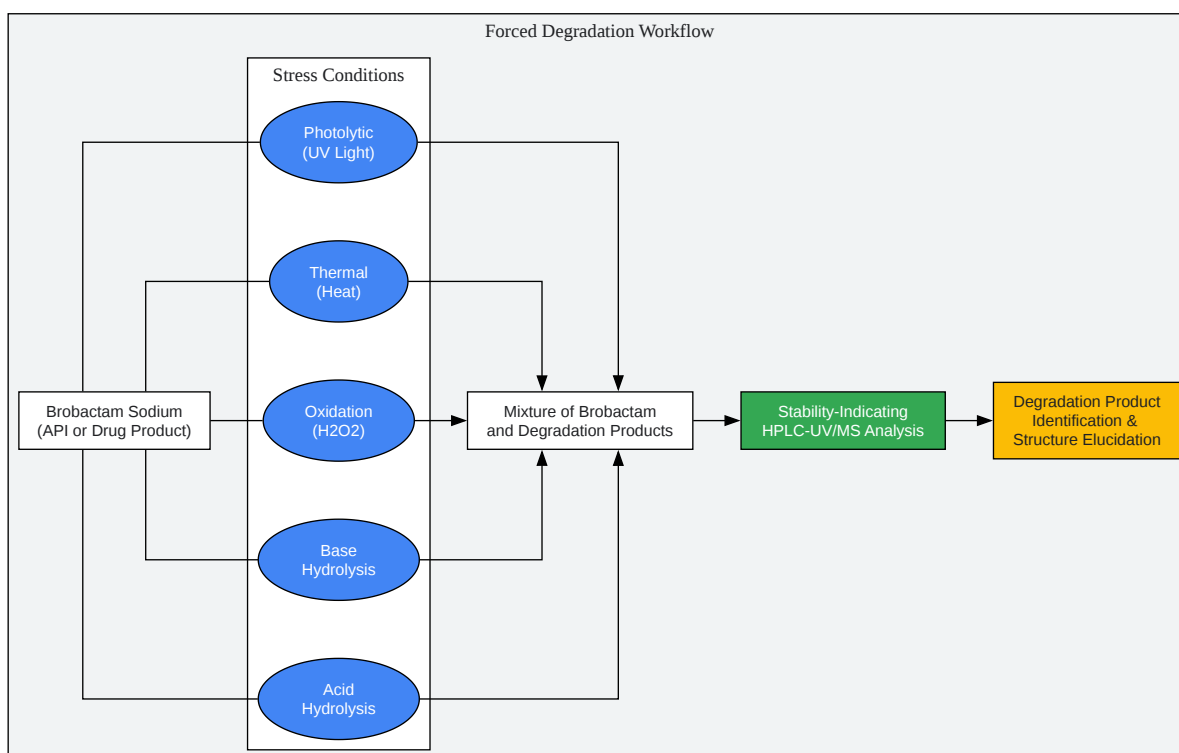 Forced Degradation Workflow
Stress Conditions
Photolytic
(UV Light)
Thermal
(Heat)
Brobactam Sodium
(API or Drug Product)
Oxidation
(H2O2)
Mixture of Brobactam
and Degradation Products
Stability-Indicating
HPLC-UV/MS Analysis
Degradation Product
Identification &
Structure Elucidation
Base
Hydrolysis
Acid
Hydrolysis